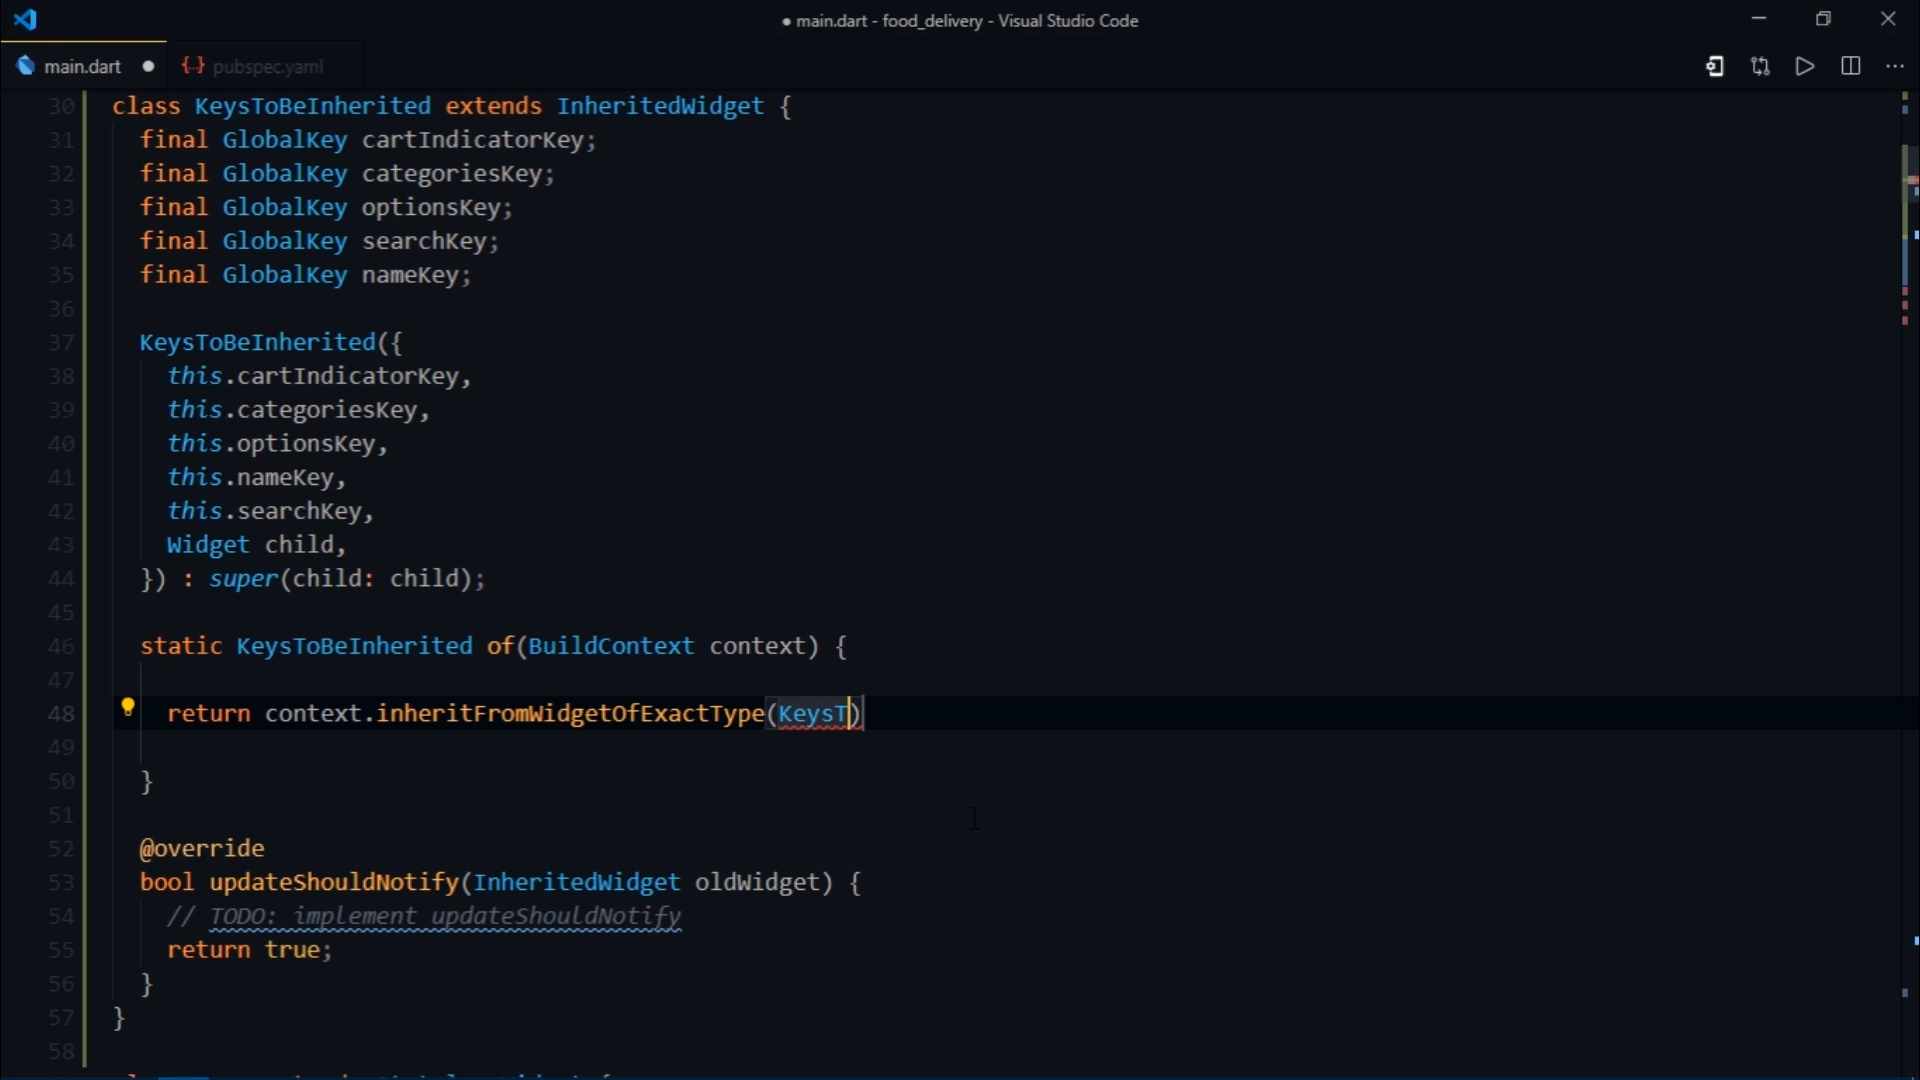 ● main.dart - food_delivery - Visual Studio Code
main.dart ● {··} pubspec.yaml
30 class KeysToBeInherited extends InheritedWidget {
31 final GlobalKey cartIndicatorKey;
32 final GlobalKey categoriesKey;
33 final GlobalKey optionsKey;
34 final GlobalKey searchKey;
35 final GlobalKey nameKey;
36
37 KeysToBeInherited({
38 this.cartIndicatorKey,
39 this.categoriesKey,
40 this.optionsKey,
41 this.nameKey,
42 this.searchKey,
43 Widget child,
44 }) : super(child: child);
45
46 static KeysToBeInherited of(BuildContext context) {
47
48 return context.inheritFromWidgetOfExactType(KeysT)
49
50 }
51
52 @override
53 bool updateShouldNotify(InheritedWidget oldWidget) {
54 // TODO: implement updateShouldNotify
55 return true;
56 }
57 }
58